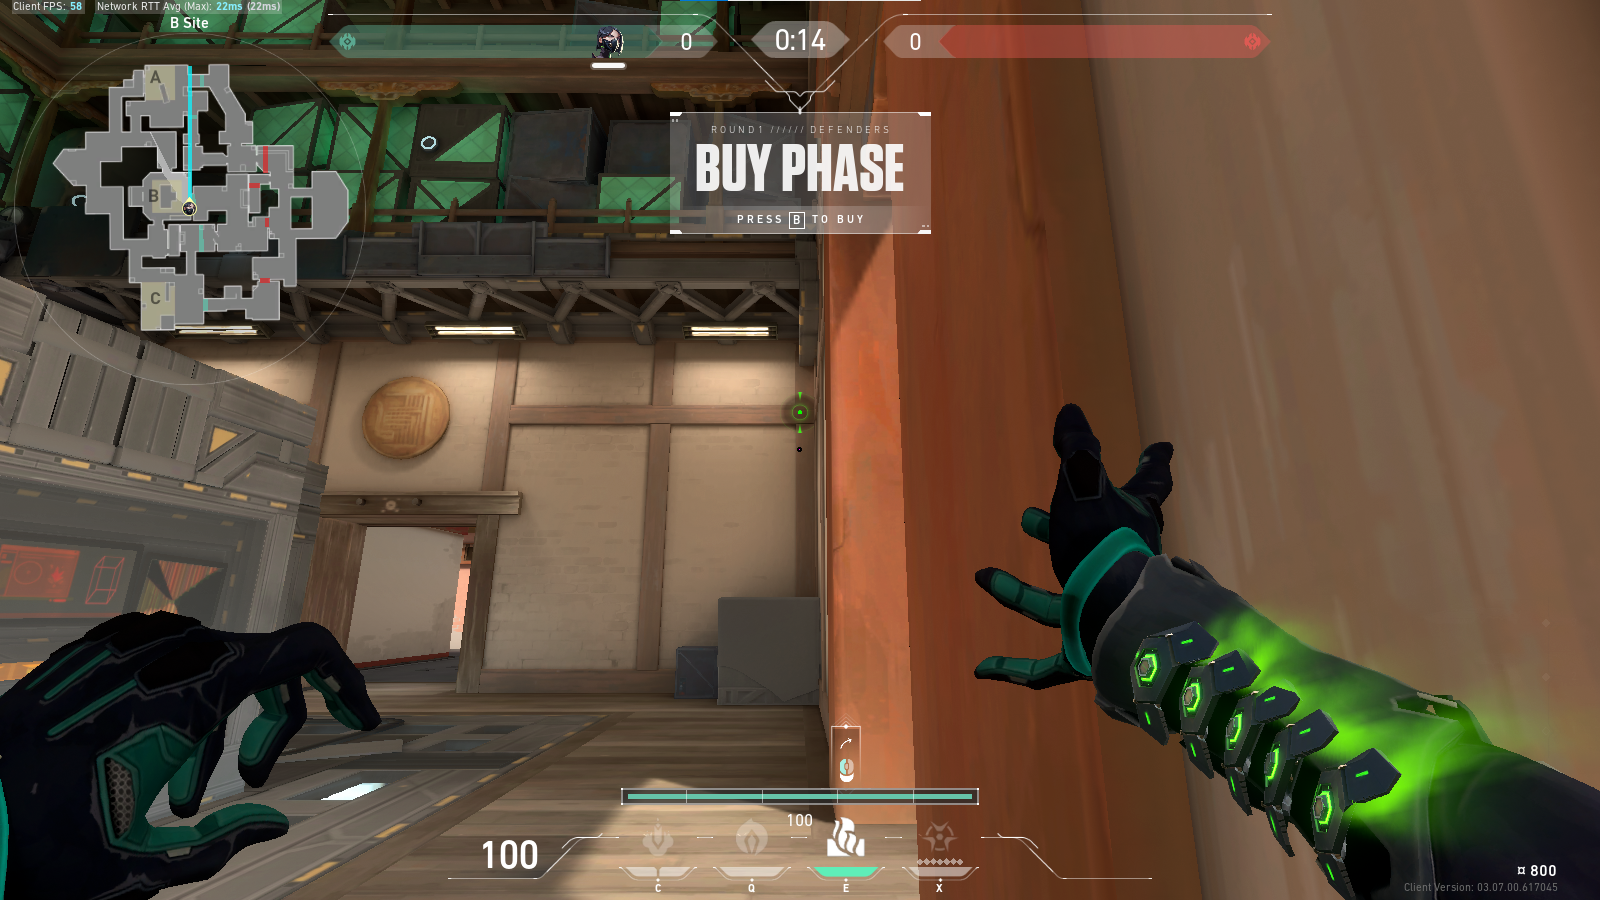 Client FPS: 58 Network RTT Avg (Max): 22ms (22ms)
B Site
0 0:14 0
A
B
C
ROUND 1 ////// DEFENDERS
BUY PHASE
PRESS B TO BUY
100
100
C Q E X
¤ 800
Client Version: 03.07.00.617045